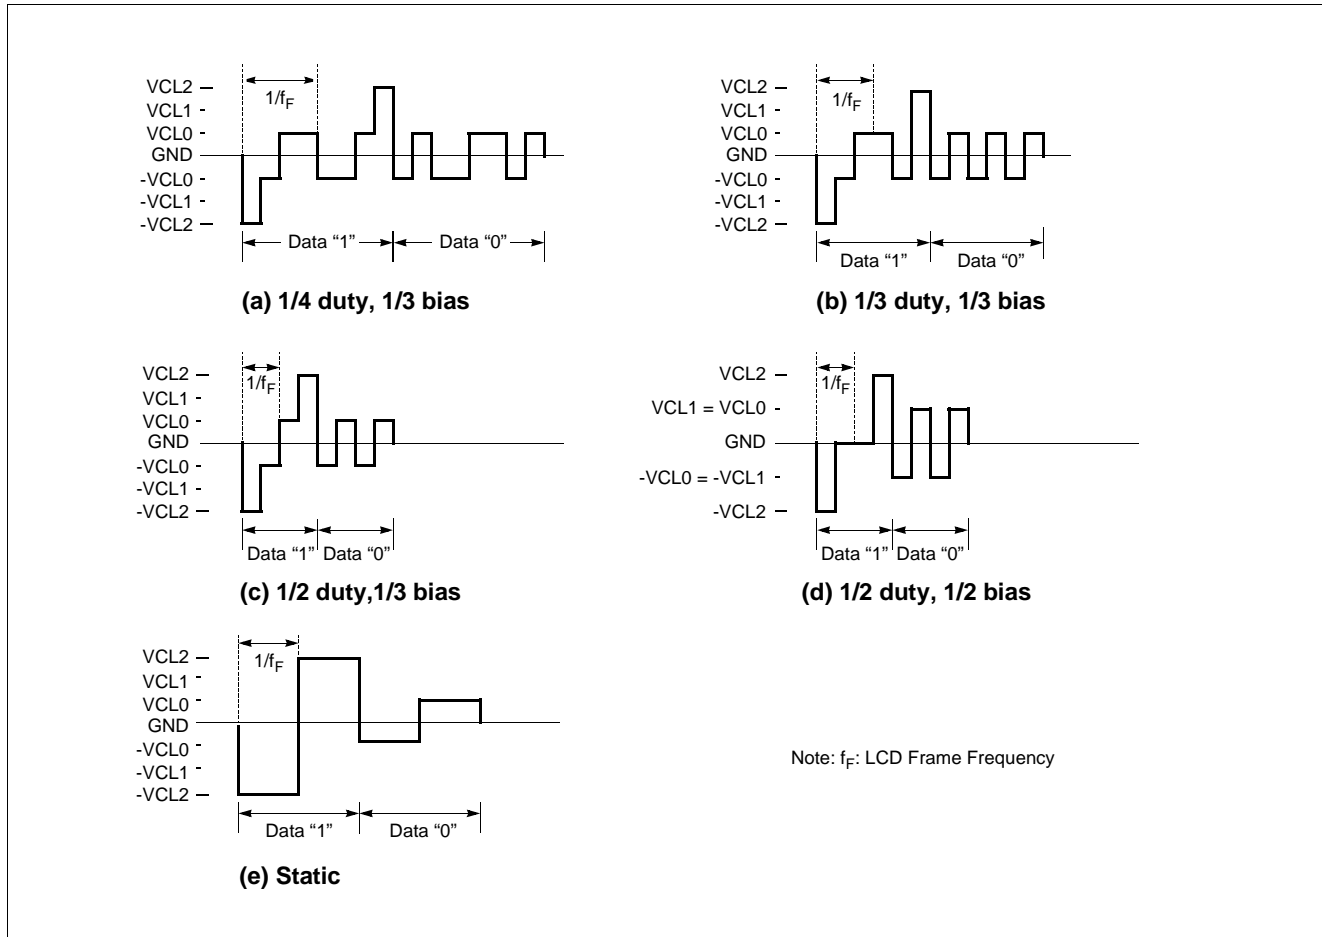 VCL2
VCL1
VCL0
GND
-VCL0
-VCL1
-VCL2
1/fF
Data “1”
Data “0”
(a) 1/4 duty, 1/3 bias
VCL2
VCL1
VCL0
GND
-VCL0
-VCL1
-VCL2
1/fF
Data “1”
Data “0”
(b) 1/3 duty, 1/3 bias
VCL2
VCL1
VCL0
GND
-VCL0
-VCL1
-VCL2
1/fF
Data “1”
Data “0”
(c) 1/2 duty,1/3 bias
VCL2
VCL1 = VCL0
GND
-VCL0 = -VCL1
-VCL2
1/fF
Data “1”
Data “0”
(d) 1/2 duty, 1/2 bias
VCL2
VCL1
VCL0
GND
-VCL0
-VCL1
-VCL2
1/fF
Data “1”
Data “0”
(e) Static
Note: fF: LCD Frame Frequency